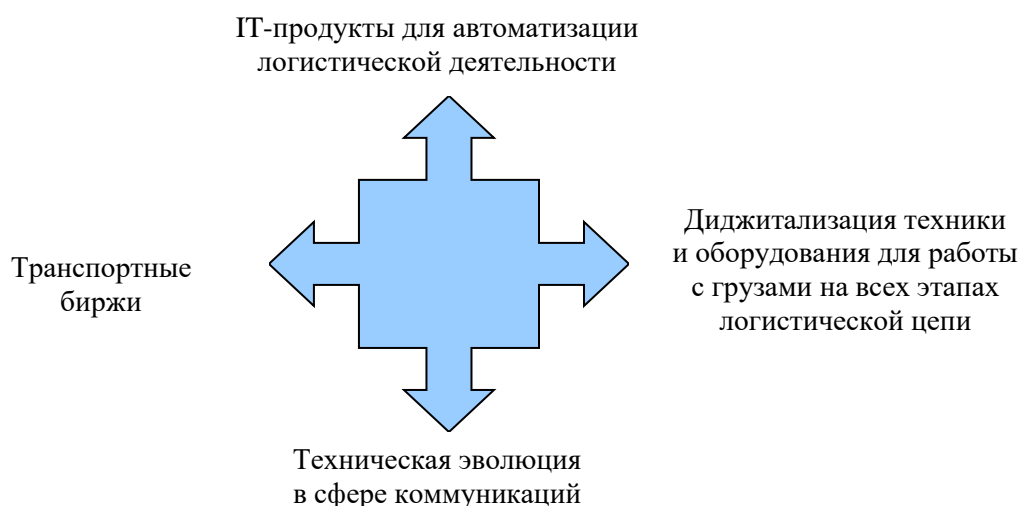 IT-продукты для автоматизации
логистической деятельности
Транспортные
биржи
Диджитализация техники
и оборудования для работы
с грузами на всех этапах
логистической цепи
Техническая эволюция
в сфере коммуникаций